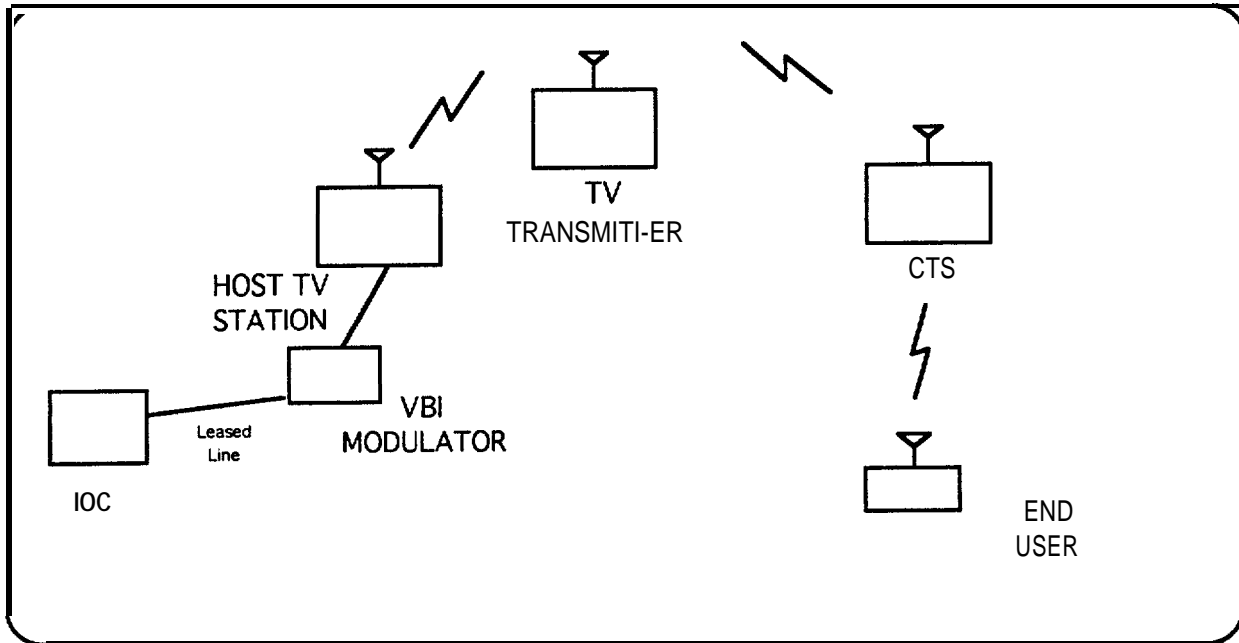 TV
TRANSMITI-ER
HOST TV
STATION
CTS
VBI
MODULATOR
Leased
Line
IOC
END
USER